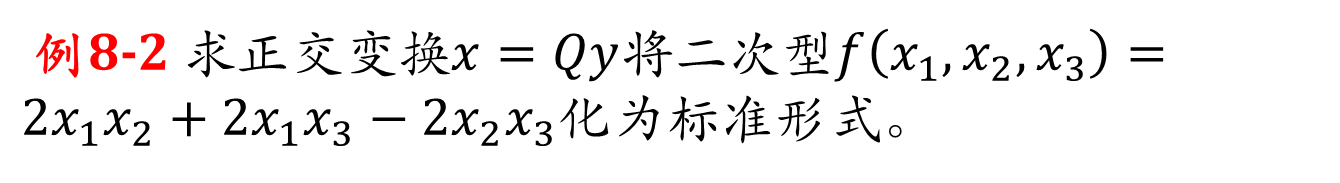 例8-2 求正交变换x = Qy将二次型f(x₁, x₂, x₃) =
2x₁x₂ + 2x₁x₃ − 2x₂x₃化为标准形式。